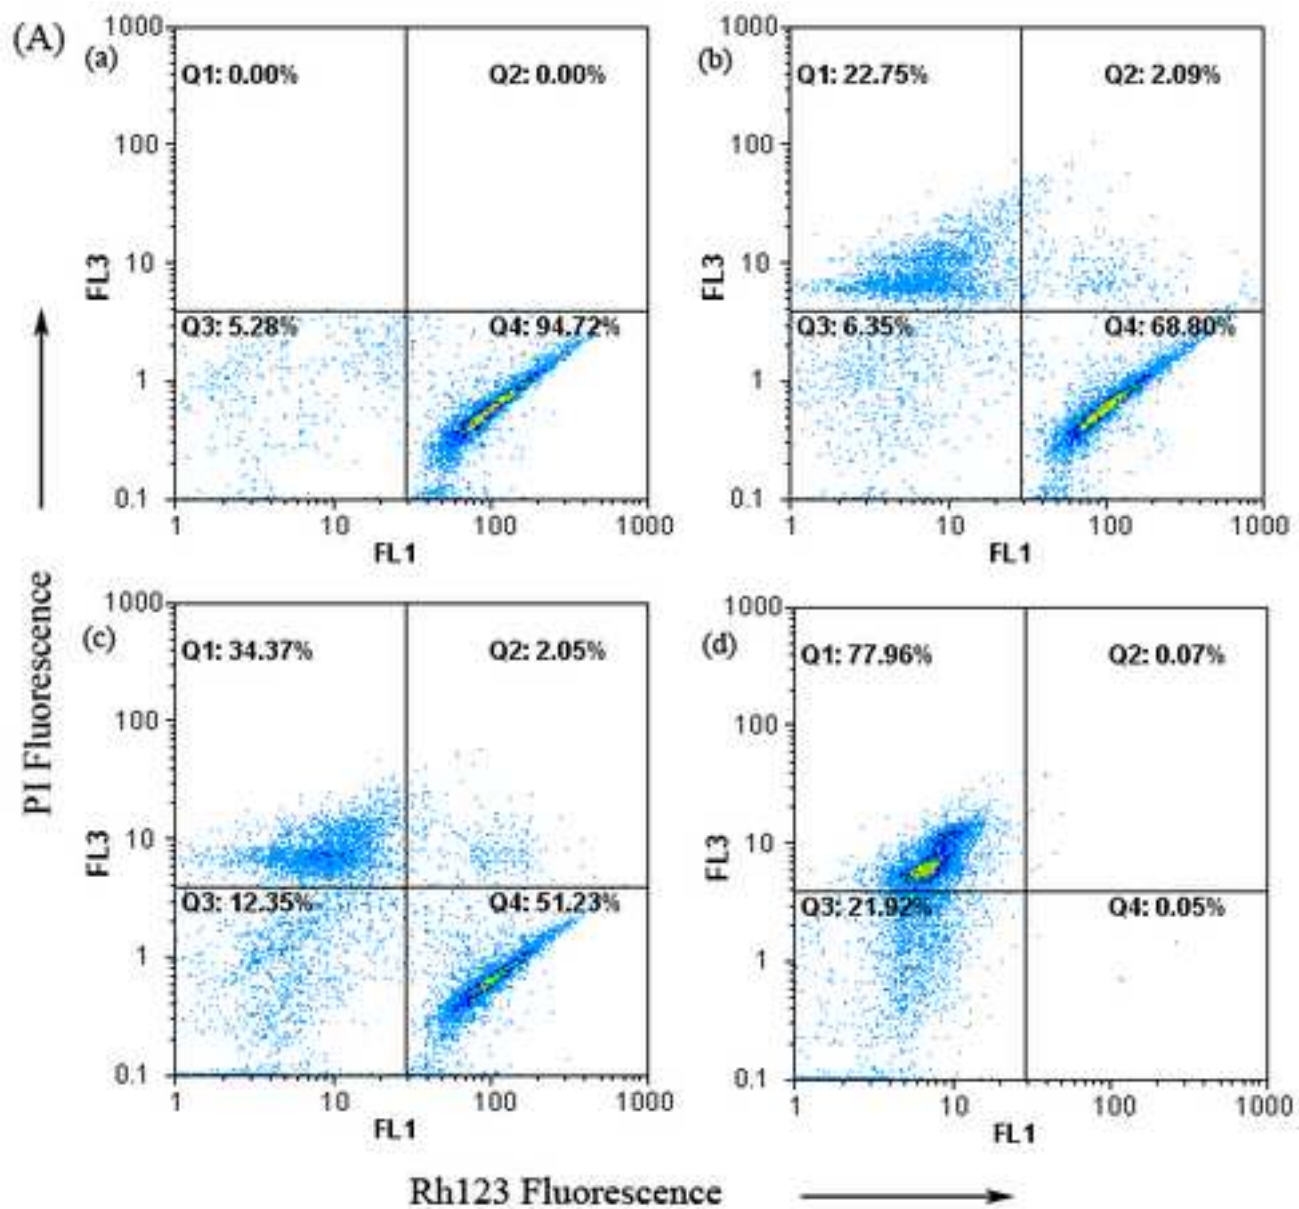 (A)
(a)
1000
Q1: 0.00%
Q2: 0.00%
100
10
FL3
Q3: 5.28%
Q4: 94.72%
1
0.1
1
10
100
1000
FL1
(b)
1000
Q1: 22.75%
Q2: 2.09%
100
10
FL3
Q3: 6.35%
Q4: 68.80%
1
0.1
1
10
100
1000
FL1
(c)
1000
Q1: 34.37%
Q2: 2.05%
100
10
FL3
Q3: 12.35%
Q4: 51.23%
1
0.1
1
10
100
1000
FL1
(d)
1000
Q1: 77.96%
Q2: 0.07%
100
10
FL3
Q3: 21.92%
Q4: 0.05%
1
0.1
1
10
100
1000
FL1
PI Fluorescence
Rh123 Fluorescence